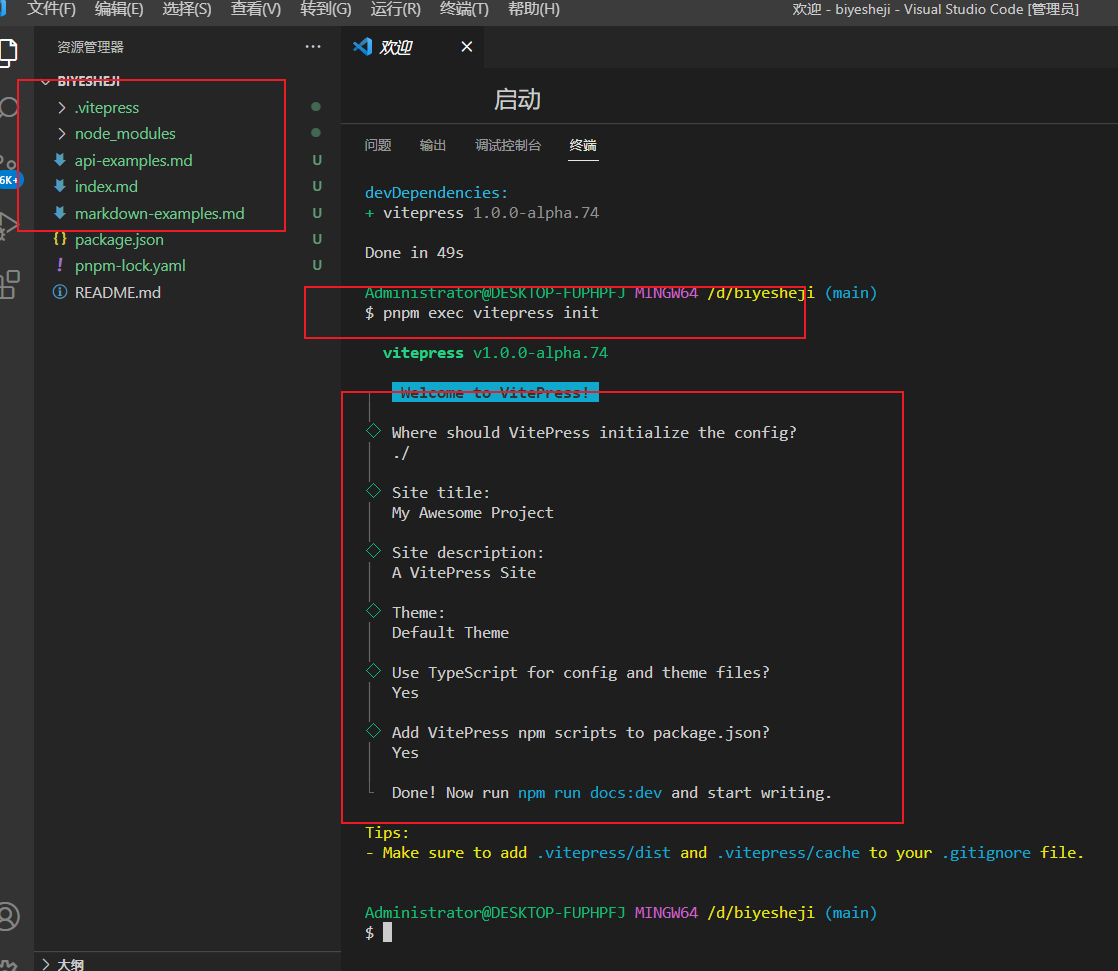 文件(F) 编辑(E) 选择(S) 查看(V) 转到(G) 运行(R) 终端(T) 帮助(H) 欢迎 - biyesheji - Visual Studio Code [管理员]
资源管理器 ···
欢迎
BIYESHEJI
.vitepress
node_modules
api-examples.md U
index.md U
markdown-examples.md U
{} package.json U
! pnpm-lock.yaml U
README.md
6K+
大纲
启动
问题 输出 调试控制台 终端
devDependencies:
+ vitepress 1.0.0-alpha.74
Done in 49s
Administrator@DESKTOP-FUPHPFJ MINGW64 /d/biyesheji (main)
$ pnpm exec vitepress init
vitepress v1.0.0-alpha.74
Welcome to VitePress!
Where should VitePress initialize the config?
./
Site title:
My Awesome Project
Site description:
A VitePress Site
Theme:
Default Theme
Use TypeScript for config and theme files?
Yes
Add VitePress npm scripts to package.json?
Yes
Done! Now run npm run docs:dev and start writing.
Tips:
- Make sure to add .vitepress/dist and .vitepress/cache to your .gitignore file.
Administrator@DESKTOP-FUPHPFJ MINGW64 /d/biyesheji (main)
$